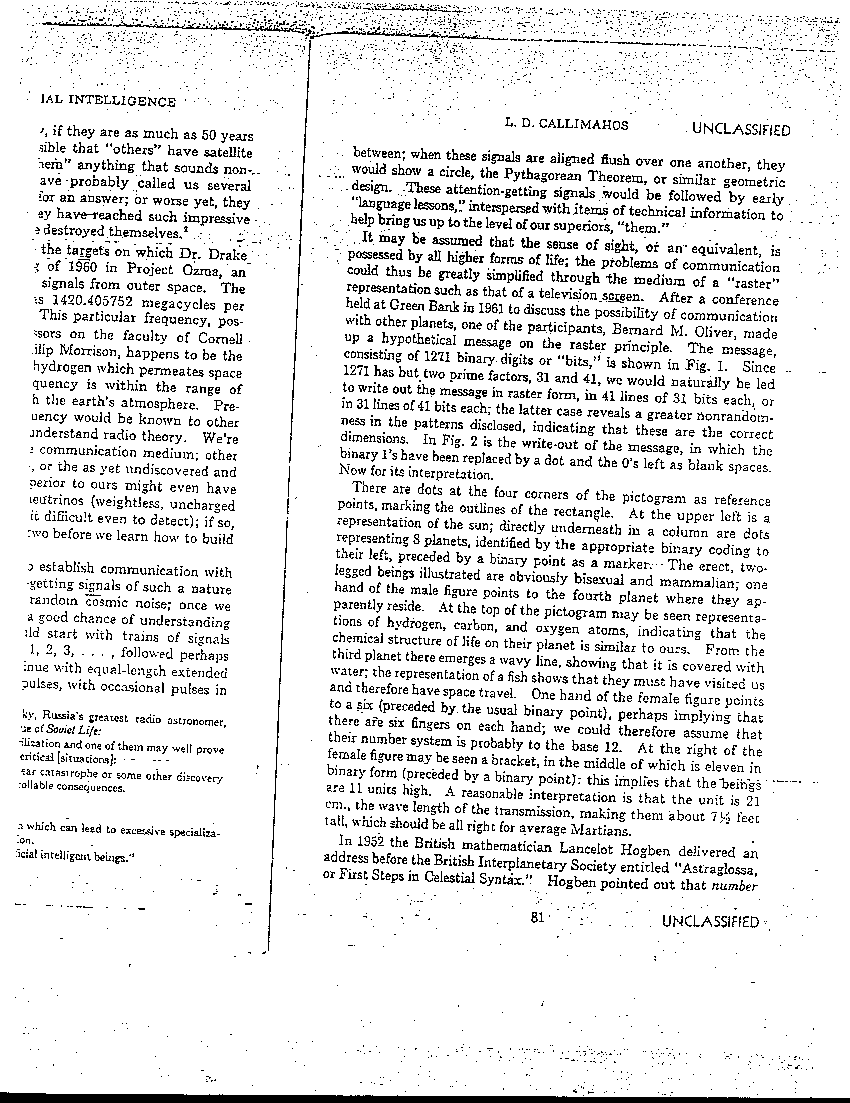 IAL INTELLIGENCE
, if they are as much as 50 years
sible that "others" have satellite
hem" anything that sounds non-
ave probably called us several
for an answer; or worse yet, they
ey have reached such impressive
e destroyed themselves.²
the targets on which Dr. Drake
of 1960 in Project Ozma, an
signals from outer space. The
is 1420.405752 megacycles per
This particular frequency, pos-
ssors on the faculty of Cornell
ilip Morrison, happens to be the
hydrogen which permeates space
quency is within the range of
h the earth's atmosphere. Pre-
uency would be known to other
understand radio theory. We're
communication medium; other
, or the as yet undiscovered and
perior to ours might even have
neutrinos (weightless, uncharged
it difficult even to detect); if so,
two before we learn how to build
o establish communication with
-getting signals of such a nature
random cosmic noise; once we
a good chance of understanding
ld start with trains of signals
1, 2, 3, . . . , followed perhaps
inue with equal-length extended
pulses, with occasional pulses in
ky, Russia's greatest radio astronomer,
ue of Soviet Life:
ilization and one of them may well prove
critical [situations]:
ear catastrophe or some other discovery
ollable consequences.
n which can lead to excessive specializa-
ion.
icial intelligent beings."
L. D. CALLIMAHOS
UNCLASSIFIED
between; when these signals are aligned flush over one another, they
would show a circle, the Pythagorean Theorem, or similar geometric
design. These attention-getting signals would be followed by early
"language lessons," interspersed with items of technical information to
help bring us up to the level of our superiors, "them."
It may be assumed that the sense of sight, or an equivalent, is
possessed by all higher forms of life; the problems of communication
could thus be greatly simplified through the medium of a "raster"
representation such as that of a television screen. After a conference
held at Green Bank in 1961 to discuss the possibility of communication
with other planets, one of the participants, Bernard M. Oliver, made
up a hypothetical message on the raster principle. The message,
consisting of 1271 binary digits or "bits," is shown in Fig. 1. Since
1271 has but two prime factors, 31 and 41, we would naturally be led
to write out the message in raster form, in 41 lines of 31 bits each, or
in 31 lines of 41 bits each; the latter case reveals a greater nonrandom-
ness in the patterns disclosed, indicating that these are the correct
dimensions. In Fig. 2 is the write-out of the message, in which the
binary 1's have been replaced by a dot and the 0's left as blank spaces.
Now for its interpretation.
There are dots at the four corners of the pictogram as reference
points, marking the outlines of the rectangle. At the upper left is a
representation of the sun; directly underneath in a column are dots
representing 8 planets, identified by the appropriate binary coding to
their left, preceded by a binary point as a marker. The erect, two-
legged beings illustrated are obviously bisexual and mammalian; one
hand of the male figure points to the fourth planet where they ap-
parently reside. At the top of the pictogram may be seen representa-
tions of hydrogen, carbon, and oxygen atoms, indicating that the
chemical structure of life on their planet is similar to ours. From the
third planet there emerges a wavy line, showing that it is covered with
water; the representation of a fish shows that they must have visited us
and therefore have space travel. One hand of the female figure points
to a six (preceded by the usual binary point), perhaps implying that
there are six fingers on each hand; we could therefore assume that
their number system is probably to the base 12. At the right of the
female figure may be seen a bracket, in the middle of which is eleven in
binary form (preceded by a binary point): this implies that the beings
are 11 units high. A reasonable interpretation is that the unit is 21
cm., the wave length of the transmission, making them about 7½ feet
tall, which should be all right for average Martians.
In 1952 the British mathematician Lancelot Hogben delivered an
address before the British Interplanetary Society entitled "Astraglossa,
or First Steps in Celestial Syntax." Hogben pointed out that number
81
UNCLASSIFIED